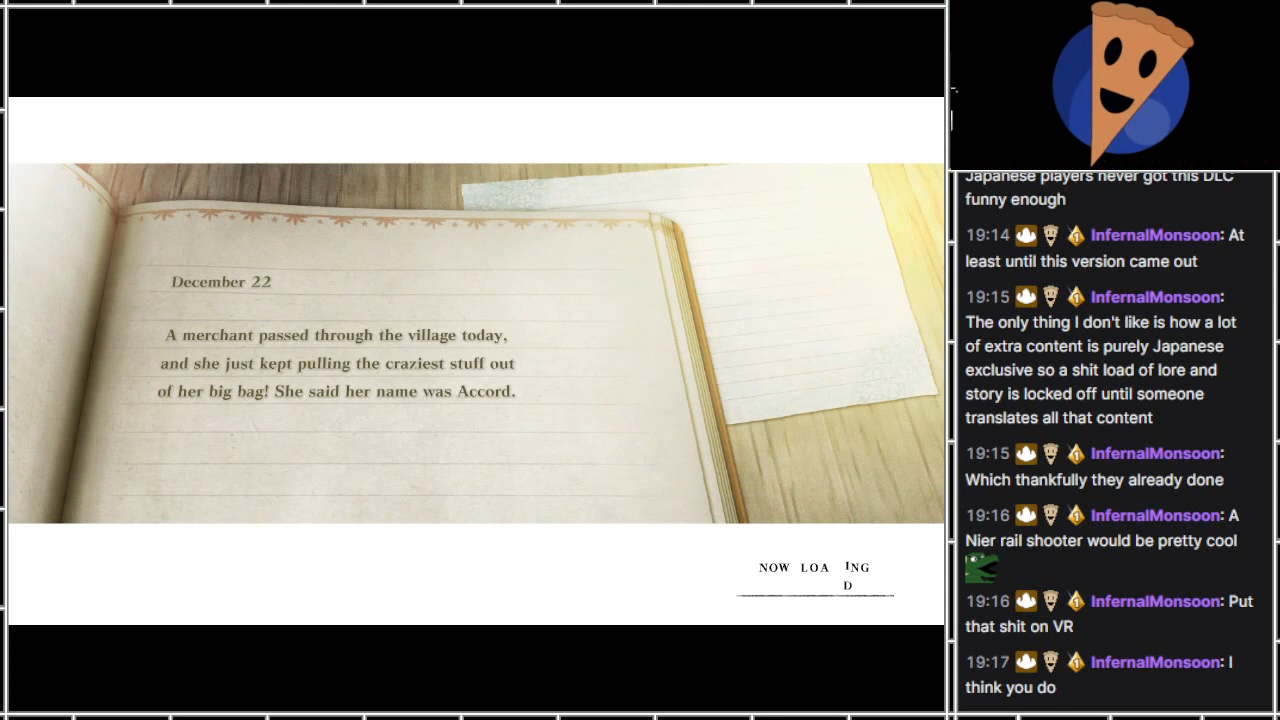 December 22
A merchant passed through the village today,
and she just kept pulling the craziest stuff out
of her big bag! She said her name was Accord.
NOW LOADING
Japanese players never got this DLC
funny enough
19:14 InfernalMonsoon: At
least until this version came out
19:15 InfernalMonsoon:
The only thing I don't like is how a lot
of extra content is purely Japanese
exclusive so a shit load of lore and
story is locked off until someone
translates all that content
19:15 InfernalMonsoon:
Which thankfully they already done
19:16 InfernalMonsoon: A
Nier rail shooter would be pretty cool
19:16 InfernalMonsoon: Put
that shit on VR
19:17 InfernalMonsoon: I
think you do